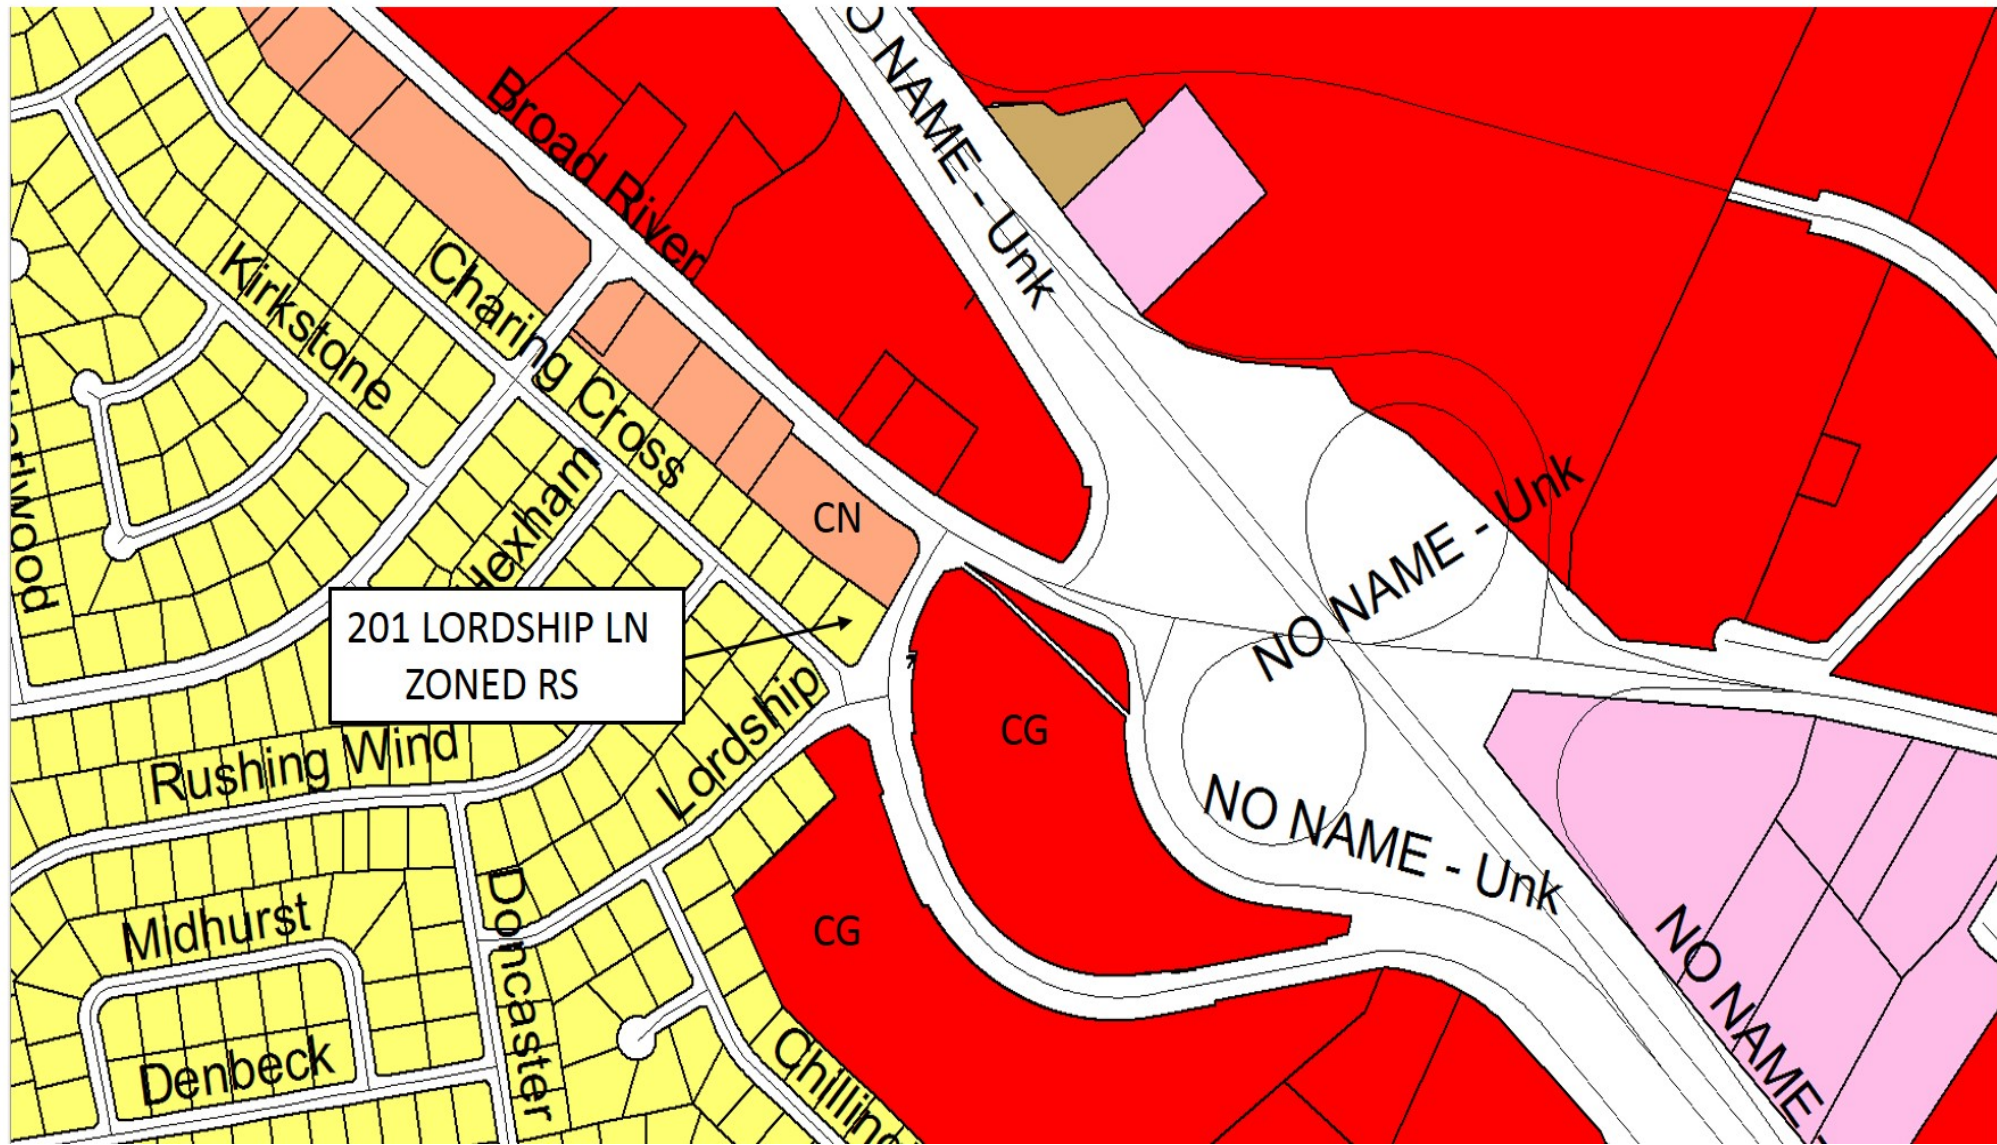 O NAME - Unk
Broad River
Charing Cross
Kirkstone
Hexham
CN
NO NAME - Unk
201 LORDSHIP LN
ZONED RS
CG
Lordship
Rushing Wind
NO NAME - Unk
CG
Midhurst
Doncaster
NO NAME -
Denbeck
Chilling